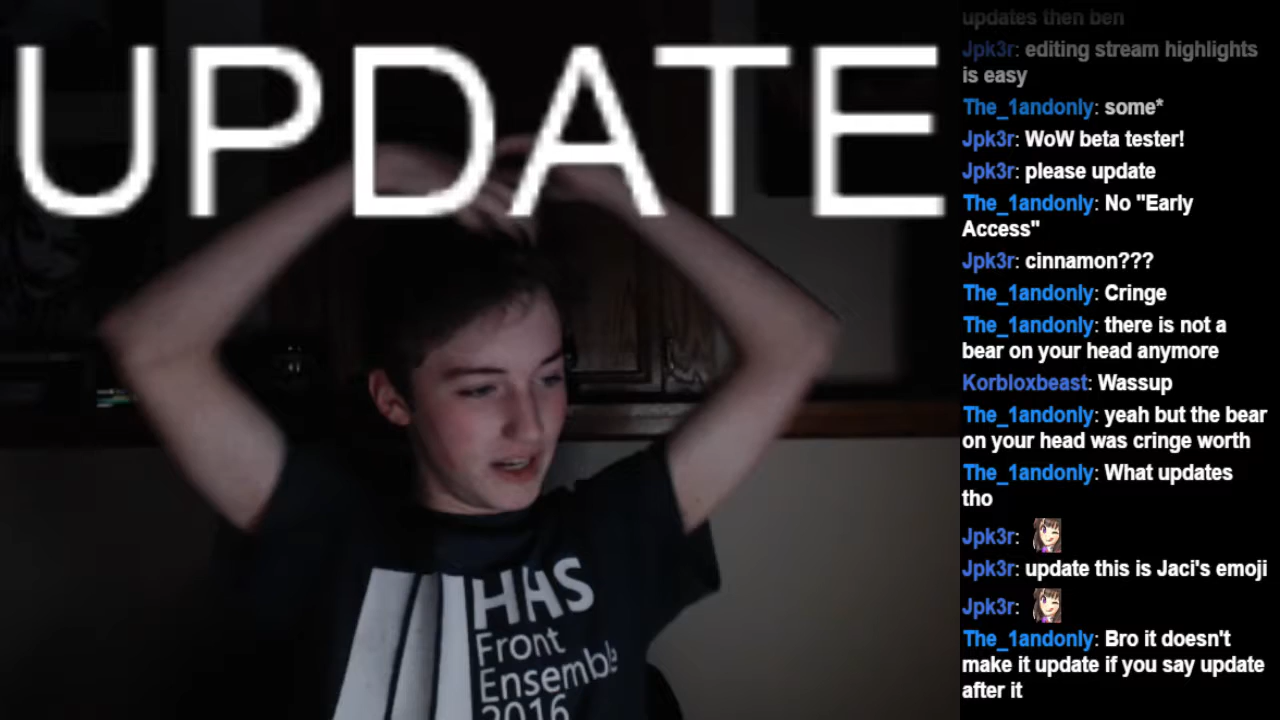 UPDATE
HAS
Front
Ensemble
2016
updates then ben
Jpk3r: editing stream highlights
is easy
The_1andonly: some*
Jpk3r: WoW beta tester!
Jpk3r: please update
The_1andonly: No "Early
Access"
Jpk3r: cinnamon???
The_1andonly: Cringe
The_1andonly: there is not a
bear on your head anymore
Korbloxbeast: Wassup
The_1andonly: yeah but the bear
on your head was cringe worth
The_1andonly: What updates
tho
Jpk3r:
Jpk3r: update this is Jaci's emoji
Jpk3r:
The_1andonly: Bro it doesn't
make it update if you say update
after it